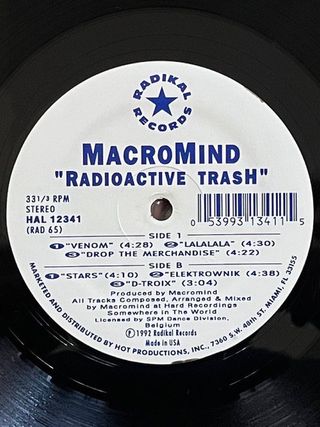 RADIKAL
RECORDS
MACROMIND
"RADIOACTIVE TRASH"
33 1/3 RPM
STEREO
HAL 12341
(RAD 65)
0 53993 13411 5
SIDE 1
① "VENOM" (4:28) ② "LALALALA" (4:30)
③ "DROP THE MERCHANDISE" (4:22)
SIDE B
① "STARS" (4:10) ② "ELEKTROWNIK (4:38)
③ "D-TROIX" (3:04)
Produced by Macromind
All Tracks Composed, Arranged & Mixed
by Macromind at Hard Recordings
Somewhere in The World
Licensed by SPM Dance Division,
Belgium
℗ 1992 Radikal Records
Made in USA
MARKETED AND DISTRIBUTED BY HOT PRODUCTIONS, INC., 7360 S.W. 48th ST, MIAMI, FL 33155